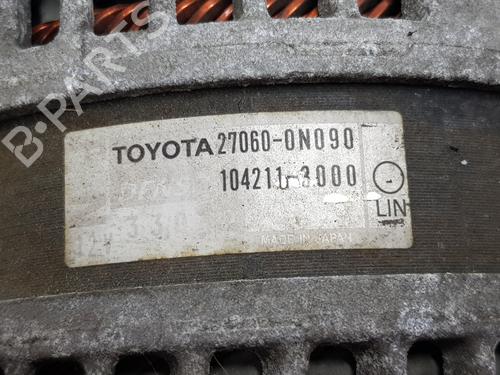 B-PARTS
TOYOTA 27060-0N090
104211-3000
LIN
MADE IN JAPAN